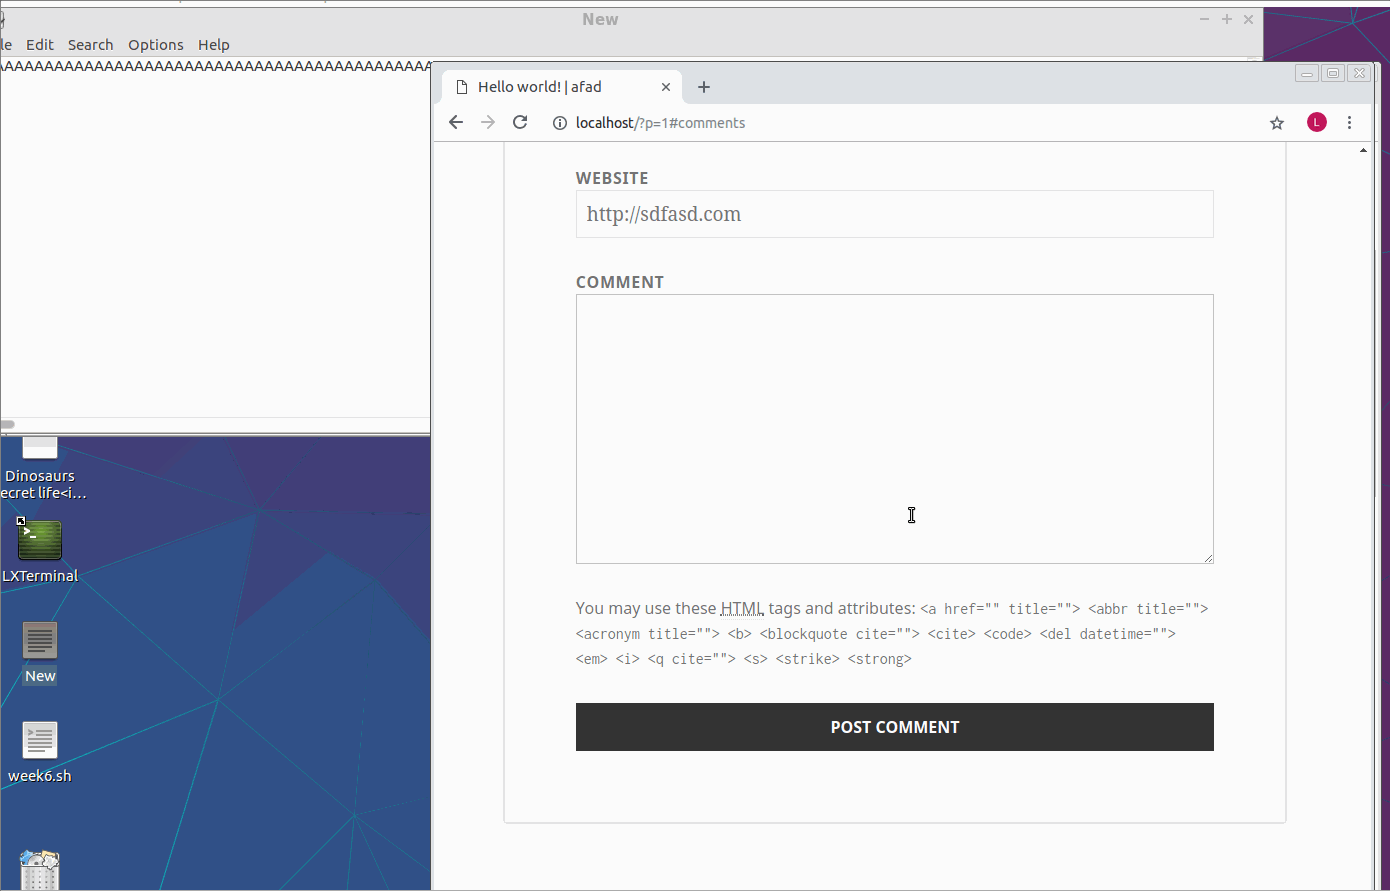 New
le Edit Search Options Help
Hello world! | afad
localhost/?p=1#comments
L
WEBSITE
http://sdfasd.com
COMMENT
You may use these HTML tags and attributes: <a href="" title=""> <abbr title="">
<acronym title=""> <b> <blockquote cite=""> <cite> <code> <del datetime="">
<em> <i> <q cite=""> <s> <strike> <strong>
POST COMMENT
Dinosaurs
ecret life<i...
LXTerminal
New
week6.sh